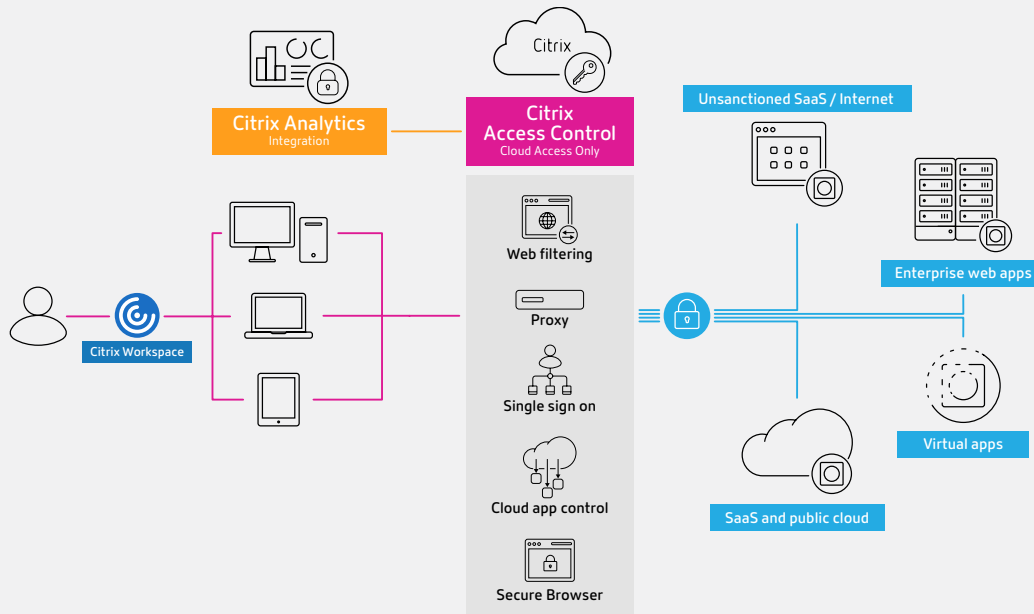 Citrix
Citrix Analytics
Integration
Citrix
Access Control
Cloud Access Only
Unsanctioned SaaS / Internet
Web filtering
Enterprise web apps
Proxy
Citrix Workspace
Single sign on
Virtual apps
Cloud app control
SaaS and public cloud
Secure Browser